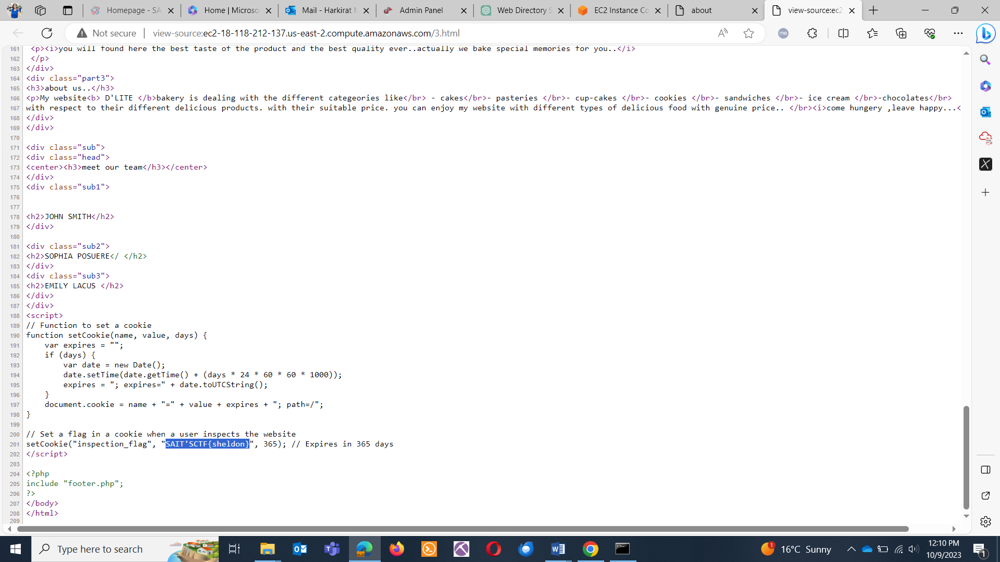 Homepage - SA
Home | Microso
Mail - Harkirat M
Admin Panel
Web Directory S
EC2 Instance Co
about
view-source:ec2
Not secure
view-source:ec2-18-118-212-137.us-east-2.compute.amazonaws.com/3.html
161 <p><i>you will found here the best taste of the product and the best quality ever..actually we bake special memories for you..</i>
162 </p>
163 </div>
164 <div class="part3">
165 <h3>about us..</h3>
166 <p>My website<b> D'LITE </b>bakery is dealing with the different categeories like</br> - cakes</br>- pasteries </br>- cup-cakes </br>- cookies </br>- sandwiches </br>- ice cream </br>-chocolates</br>
167 with respect to their different delicious products. with their suitable price. you can enjoy my website with different types of delicious food with genuine price.. </br><i>come hungery ,leave happy...<
168 </div>
169 </div>
170
171 <div class="sub">
172 <div class="head">
173 <center><h3>meet our team</h3></center>
174 </div>
175 <div class="sub1">
176
177
178 <h2>JOHN SMITH</h2>
179 </div>
180
181 <div class="sub2">
182 <h2>SOPHIA POSUERE</ </h2>
183 </div>
184 <div class="sub3">
185 <h2>EMILY LACUS </h2>
186 </div>
187 </div>
188 <script>
189 // Function to set a cookie
190 function setCookie(name, value, days) {
191 var expires = "";
192 if (days) {
193 var date = new Date();
194 date.setTime(date.getTime() + (days * 24 * 60 * 60 * 1000));
195 expires = "; expires=" + date.toUTCString();
196 }
197 document.cookie = name + "=" + value + expires + "; path=/";
198 }
199
200 // Set a flag in a cookie when a user inspects the website
201 setCookie("inspection_flag", "SAIT'SCTF{sheldon}", 365); // Expires in 365 days
202 </script>
203
204 <?php
205 include "footer.php";
206 ?>
207 </body>
208 </html>
209
Type here to search
16°C Sunny
12:10 PM
10/9/2023